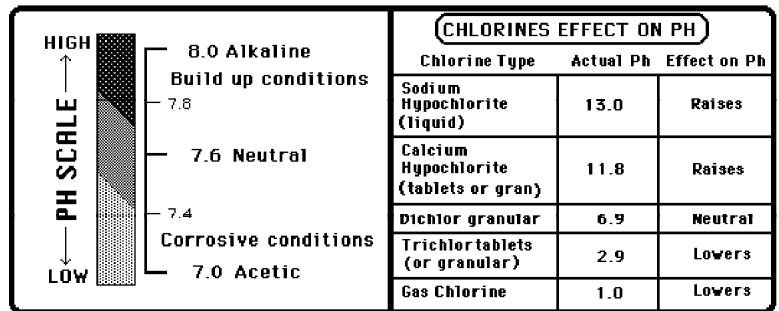 HIGH
PH SCALE
LOW
8.0 Alkaline
Build up conditions
7.8
7.6 Neutral
7.4
Corrosive conditions
7.0 Acetic
CHLORINES EFFECT ON PH
Chlorine Type Actual Ph Effect on Ph
Sodium
Hypochlorite
(liquid) 13.0 Raises
Calcium
Hypochlorite
(tablets or gran) 11.8 Raises
Dichlor granular 6.9 Neutral
Trichlor tablets
(or granular) 2.9 Lowers
Gas Chlorine 1.0 Lowers